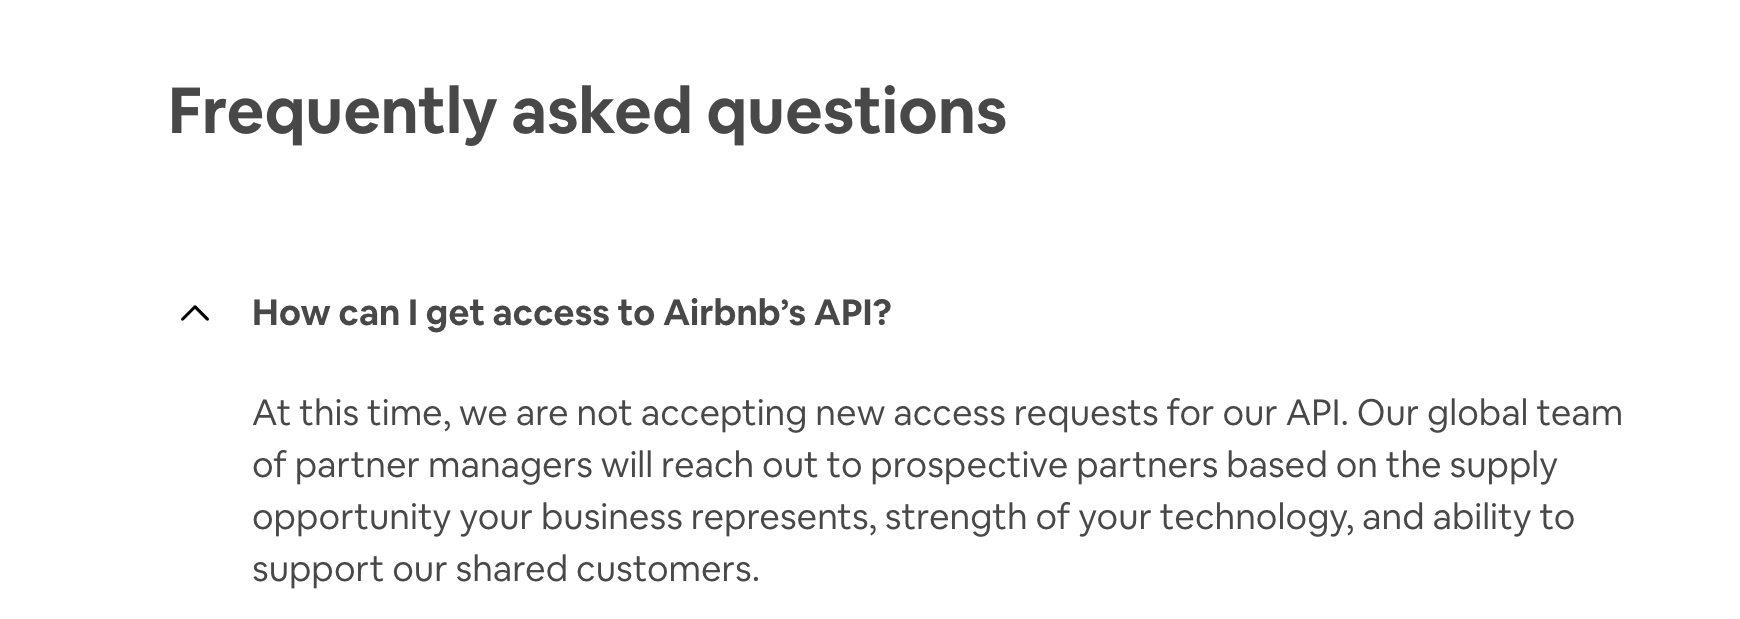 Frequently asked questions
How can I get access to Airbnb’s API?
At this time, we are not accepting new access requests for our API. Our global team
of partner managers will reach out to prospective partners based on the supply
opportunity your business represents, strength of your technology, and ability to
support our shared customers.